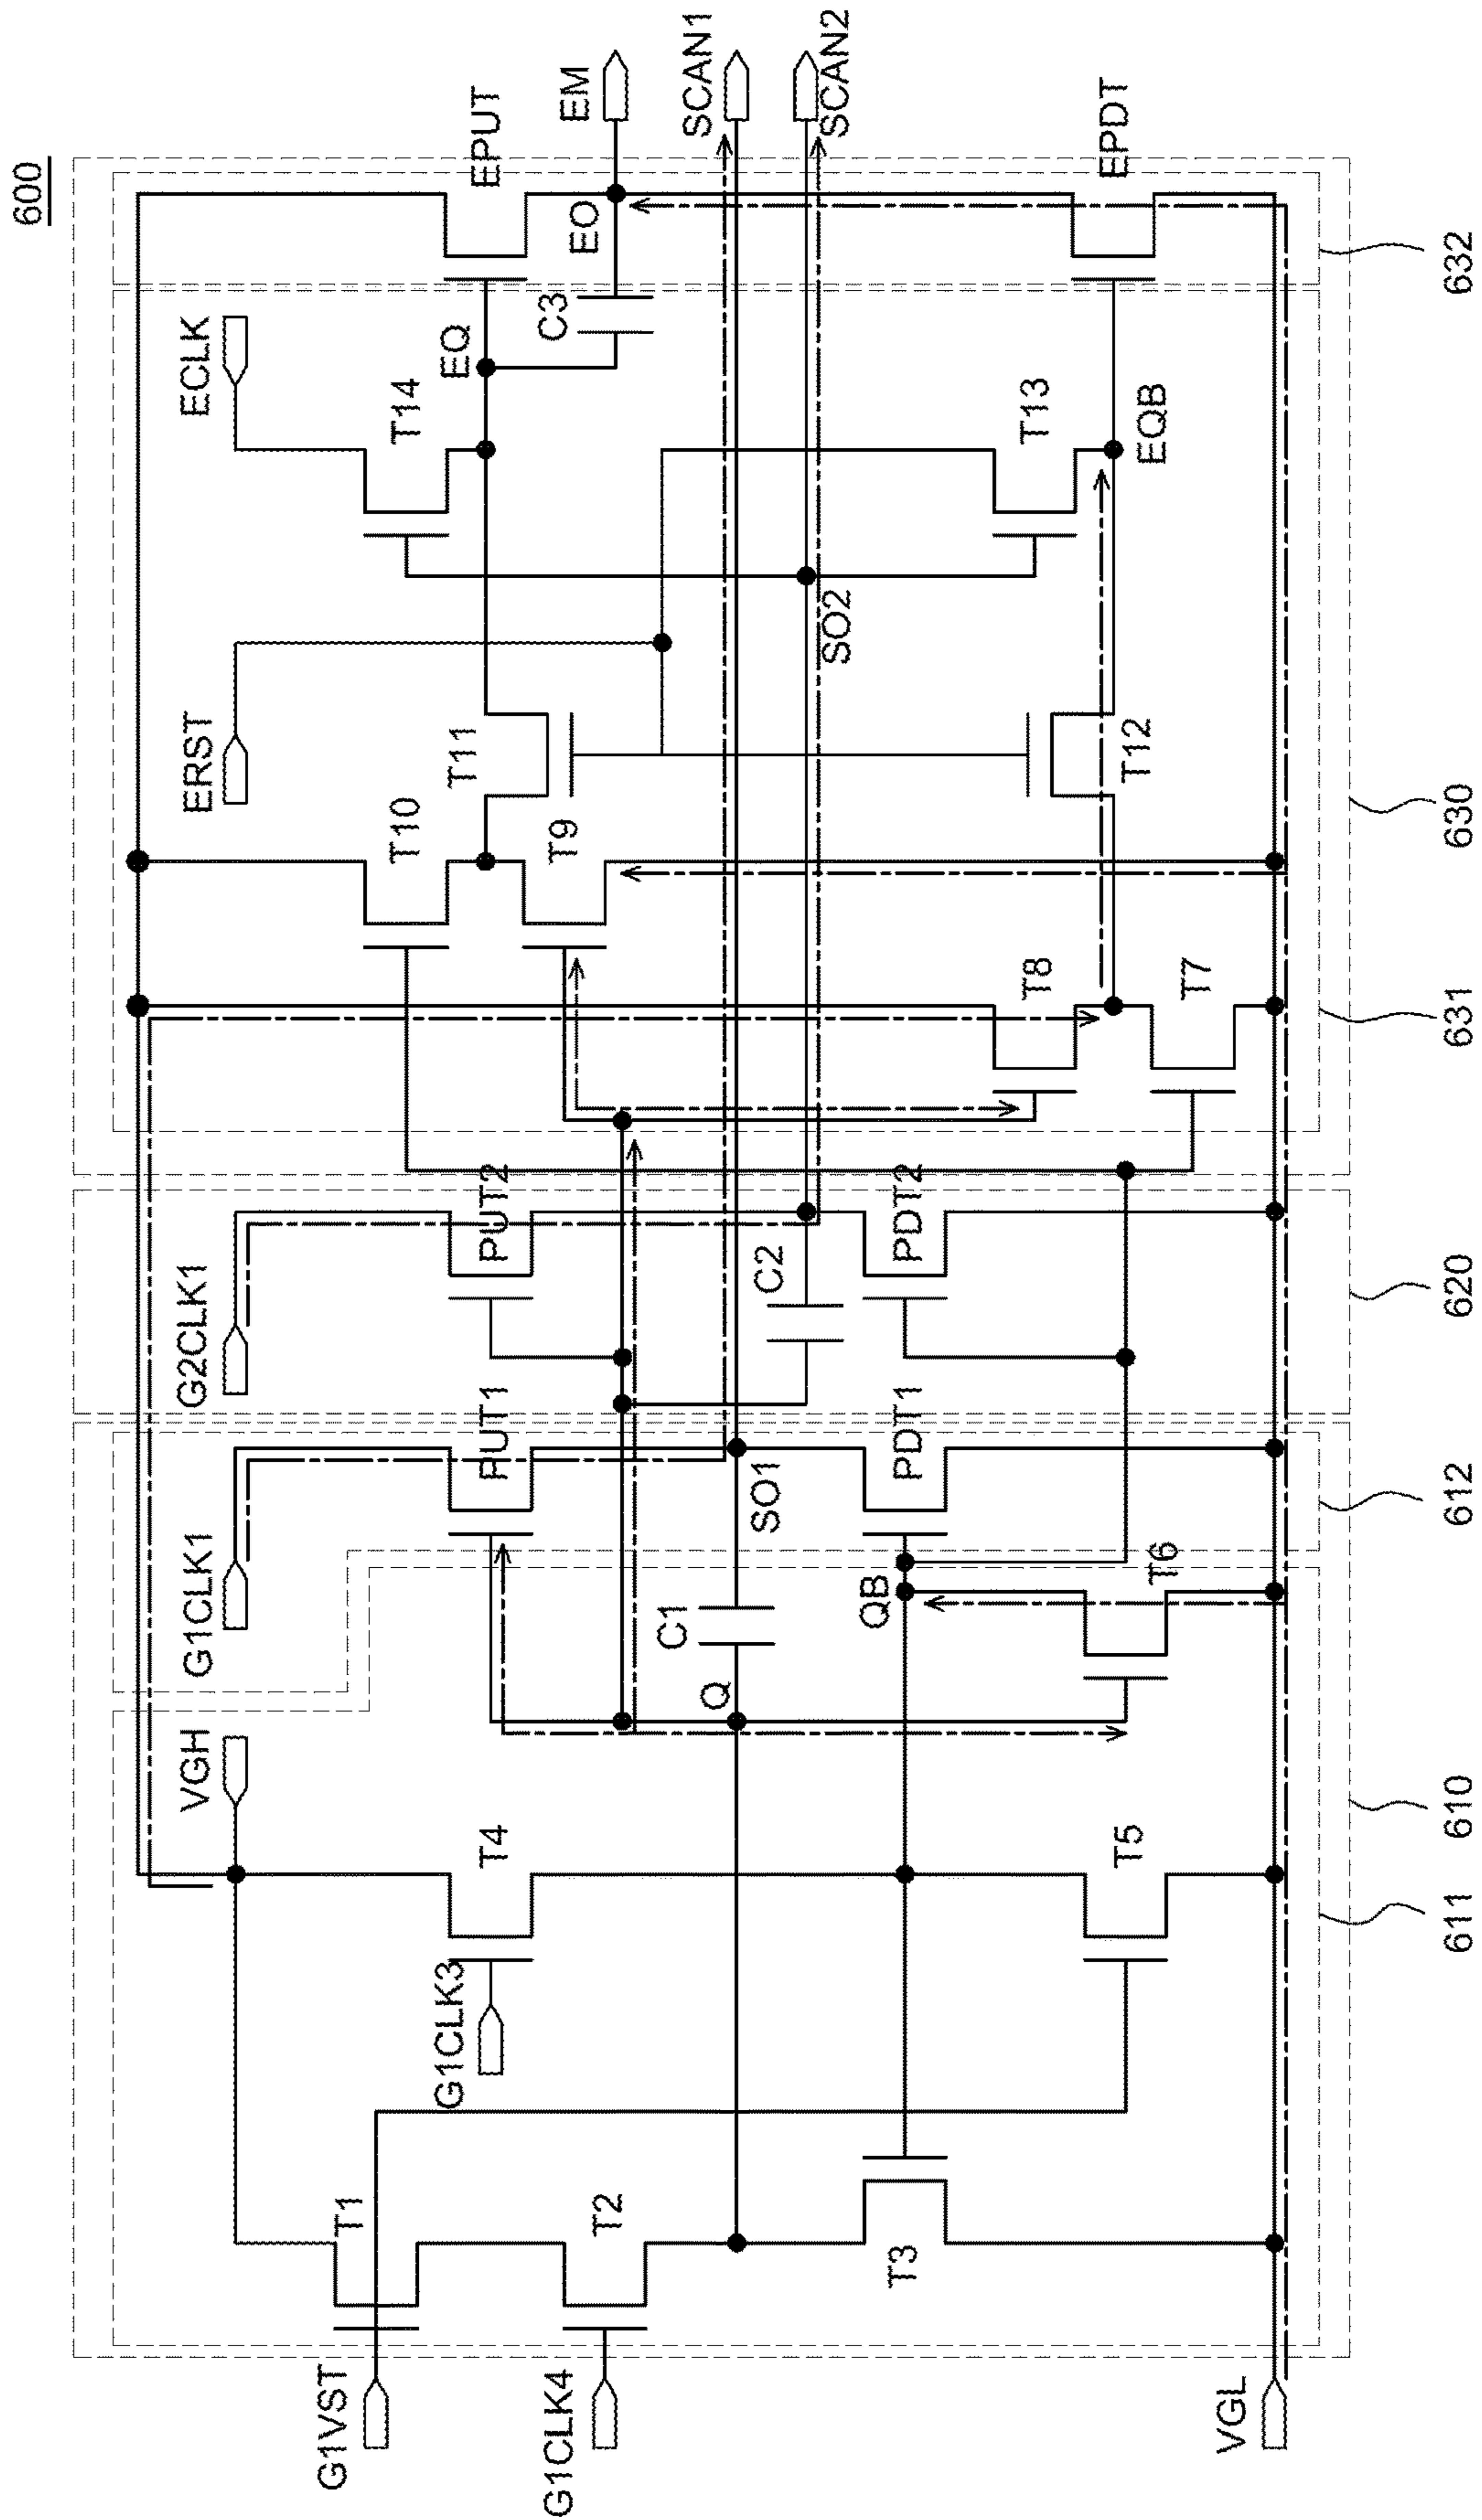 600
EM
SCAN1
SCAN2
EPUT
EO
EPDT
632
ECLK
T14
EQ
C3
T13
EQB
ERST
T11
SO2
T12
T10
T9
630
T8
T7
631
G2CLK1
PUT2
C2
PDT2
620
G1CLK1
PUT1
SO1
PDT1
612
C1
QB
T6
Q
VGH
T4
T5
610
G1CLK3
611
T1
T2
T3
G1VST
G1CLK4
VGL